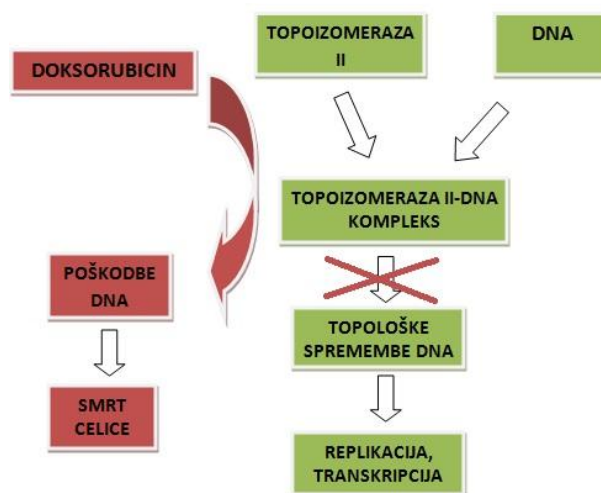 TOPOIZOMERAZA
II
DNA
DOKSORUBICIN
TOPOIZOMERAZA II-DNA
KOMPLEKS
POŠKODBE
DNA
TOPOLOŠKE
SPREMEMBE DNA
SMRT
CELICE
REPLIKACIJA,
TRANSKRIPCIJA